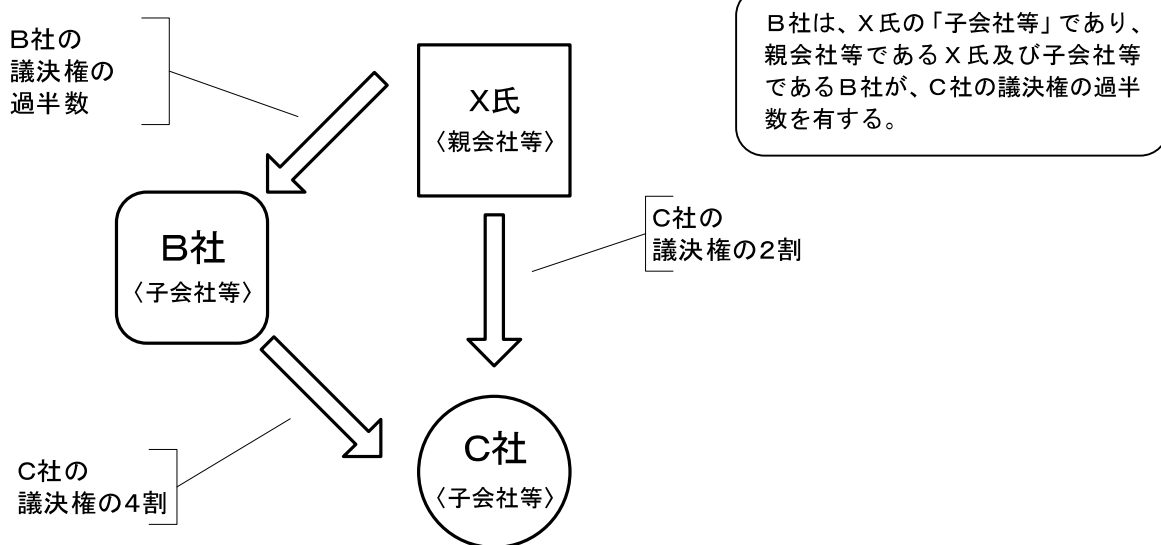 B社の
議決権の
過半数
X氏
〈親会社等〉
B社は、X氏の「子会社等」であり、
親会社等であるX氏及び子会社等
であるB社が、C社の議決権の過半
数を有する。
B社
〈子会社等〉
C社の
議決権の2割
C社の
議決権の4割
C社
〈子会社等〉